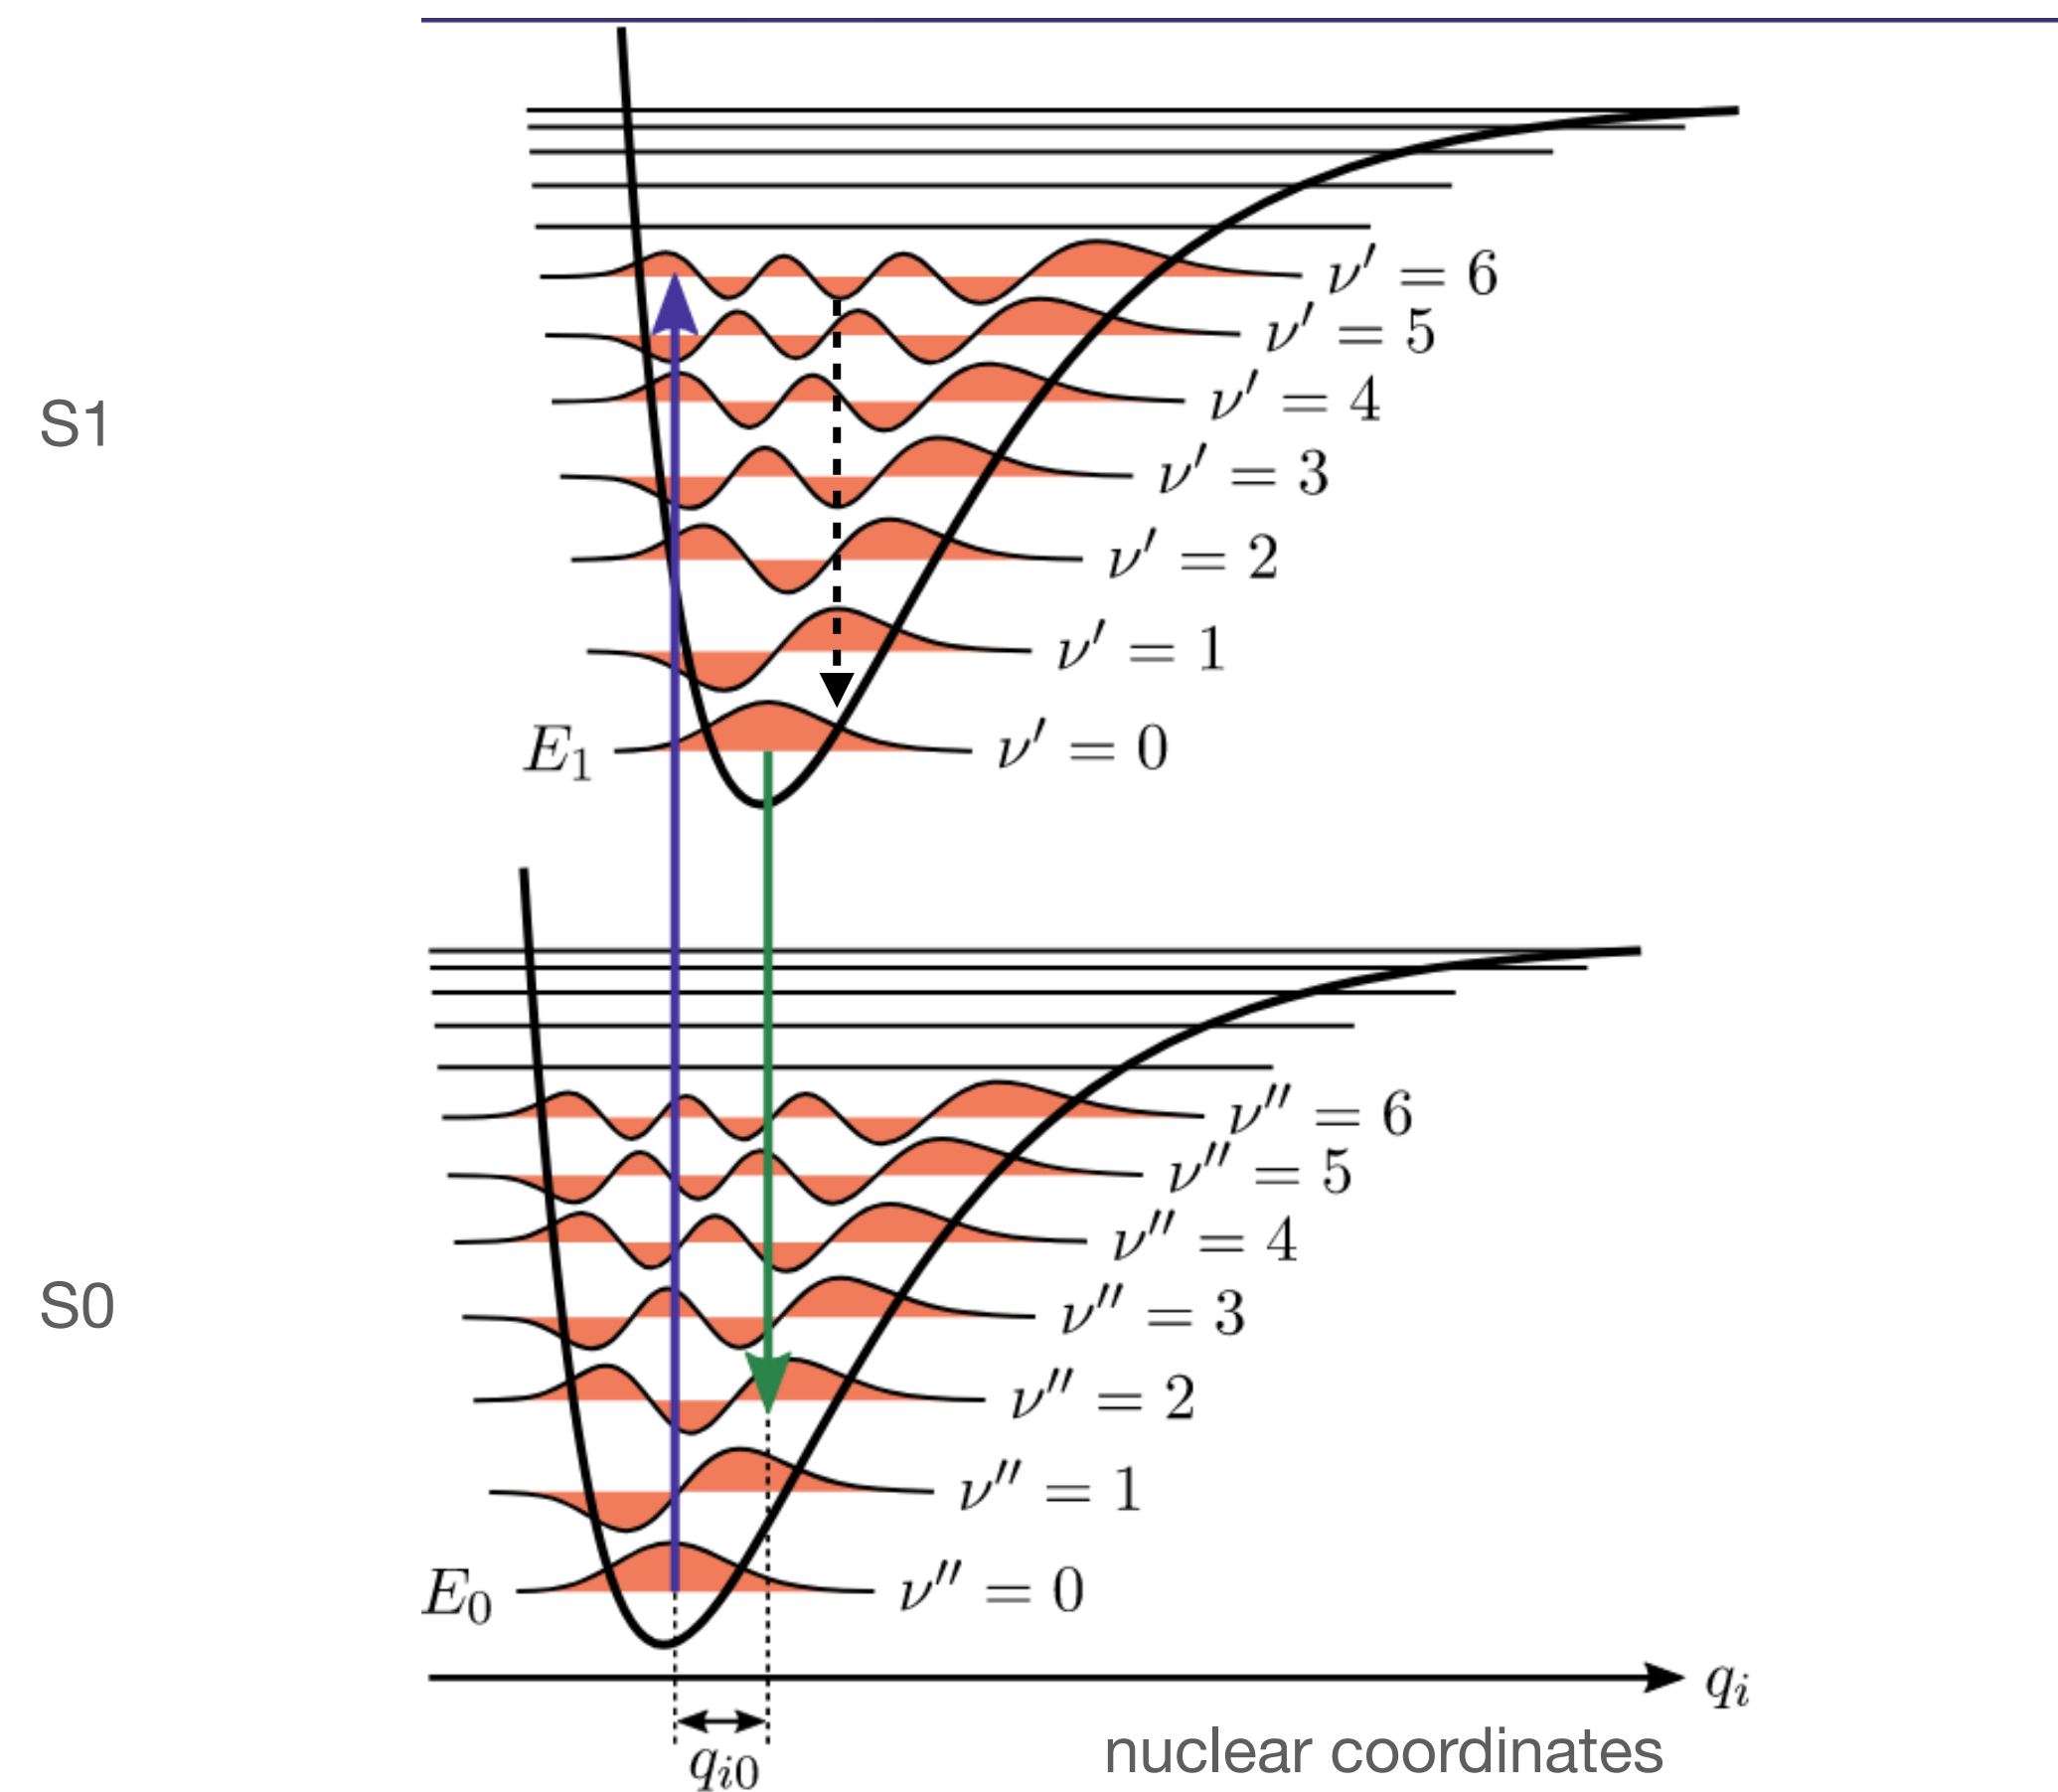 ν′ = 6
ν′ = 5
S1
ν′ = 4
ν′ = 3
ν′ = 2
ν′ = 1
E₁ ν′ = 0
ν″ = 6
ν″ = 5
ν″ = 4
S0
ν″ = 3
ν″ = 2
ν″ = 1
E₀ ν″ = 0
qᵢ
nuclear coordinates
qᵢ₀